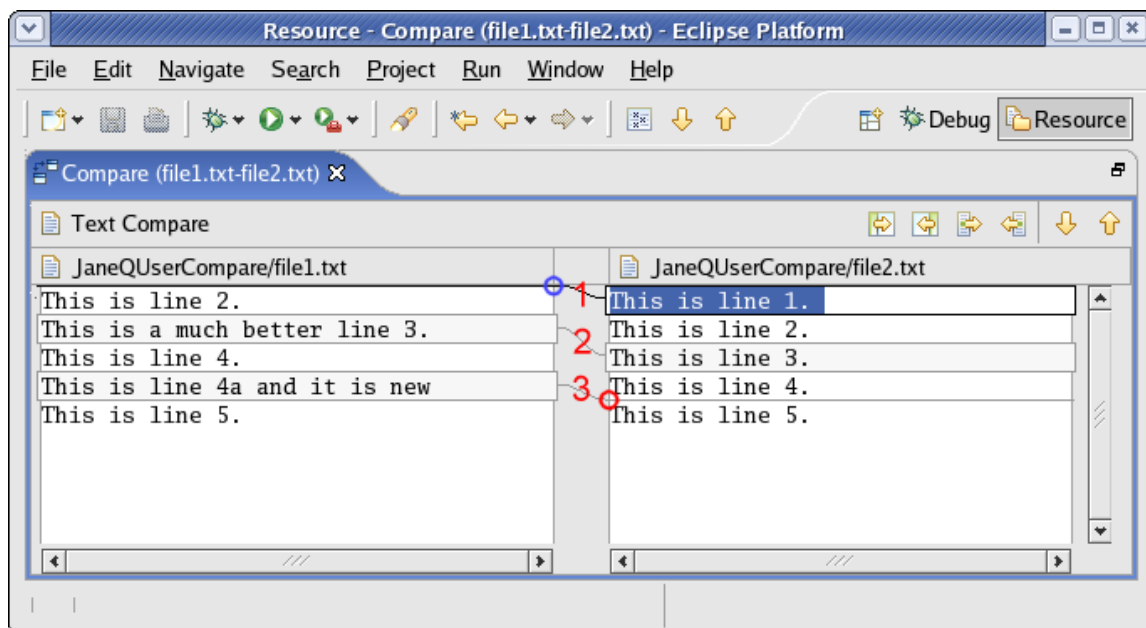 Resource - Compare (file1.txt-file2.txt) - Eclipse Platform
File Edit Navigate Search Project Run Window Help
Debug Resource
Compare (file1.txt-file2.txt)
Text Compare
JaneQUserCompare/file1.txt
This is line 2.
This is a much better line 3.
This is line 4.
This is line 4a and it is new
This is line 5.
1
2
3
JaneQUserCompare/file2.txt
This is line 1.
This is line 2.
This is line 3.
This is line 4.
This is line 5.